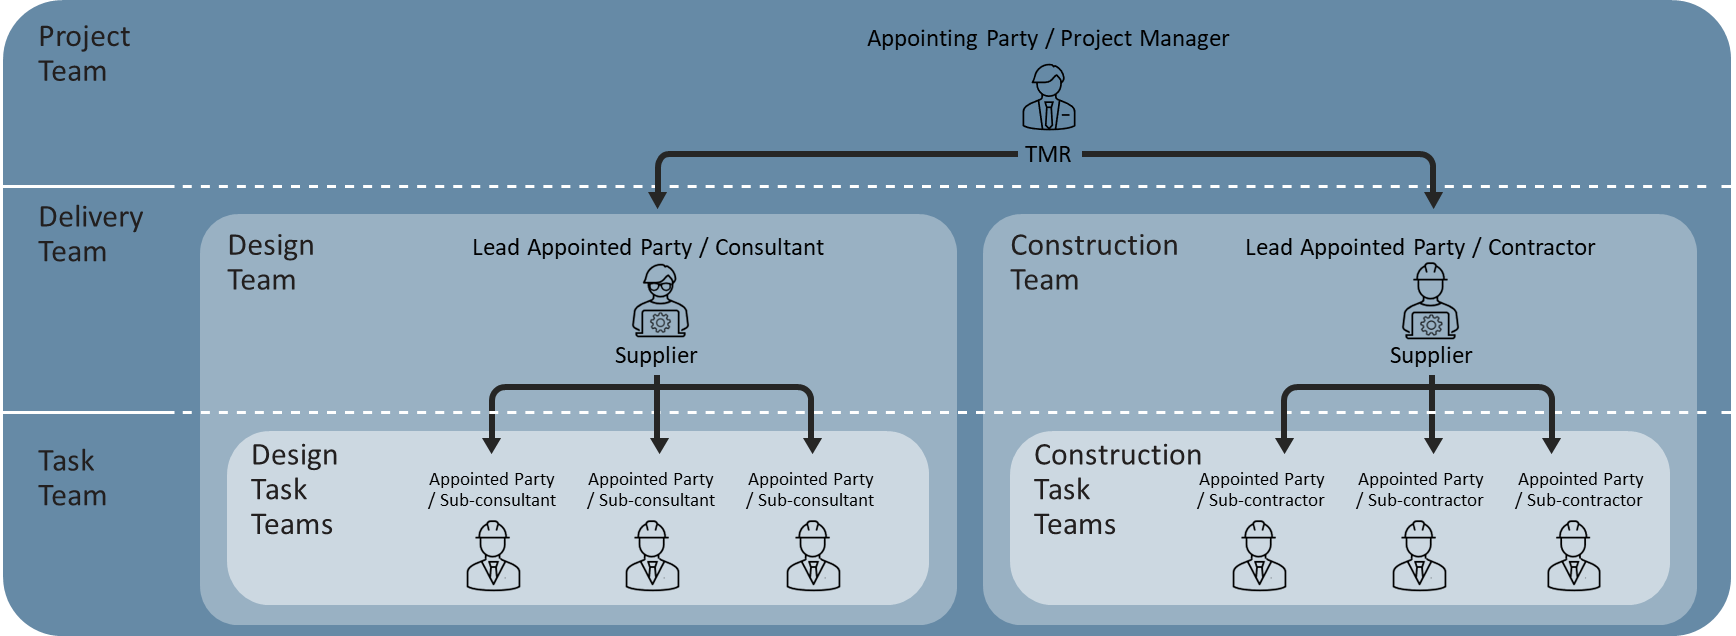 Project
Team
Appointing Party / Project Manager
TMR
Delivery
Team
Design
Team
Lead Appointed Party / Consultant
Supplier
Construction
Team
Lead Appointed Party / Contractor
Supplier
Task
Team
Design
Task
Teams
Appointed Party
/ Sub-consultant
Appointed Party
/ Sub-consultant
Appointed Party
/ Sub-consultant
Construction
Task
Teams
Appointed Party
/ Sub-contractor
Appointed Party
/ Sub-contractor
Appointed Party
/ Sub-contractor